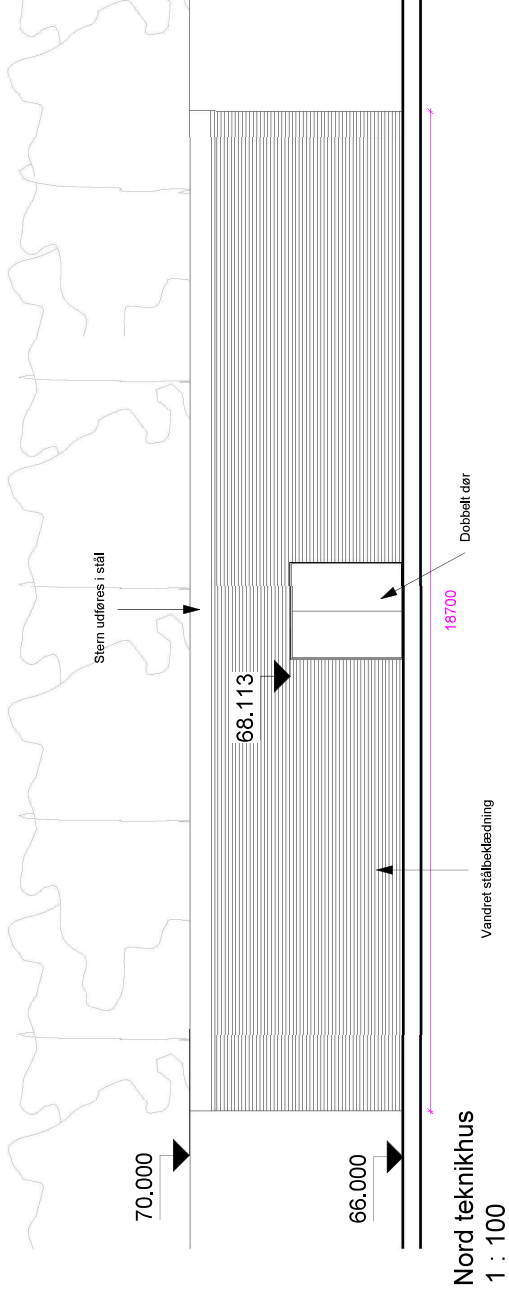 Stern udføres i stål
70.000
68.113
66.000
Dobbelt dør
18700
Vandret stålbeklædning
Nord teknikhus
1 : 100